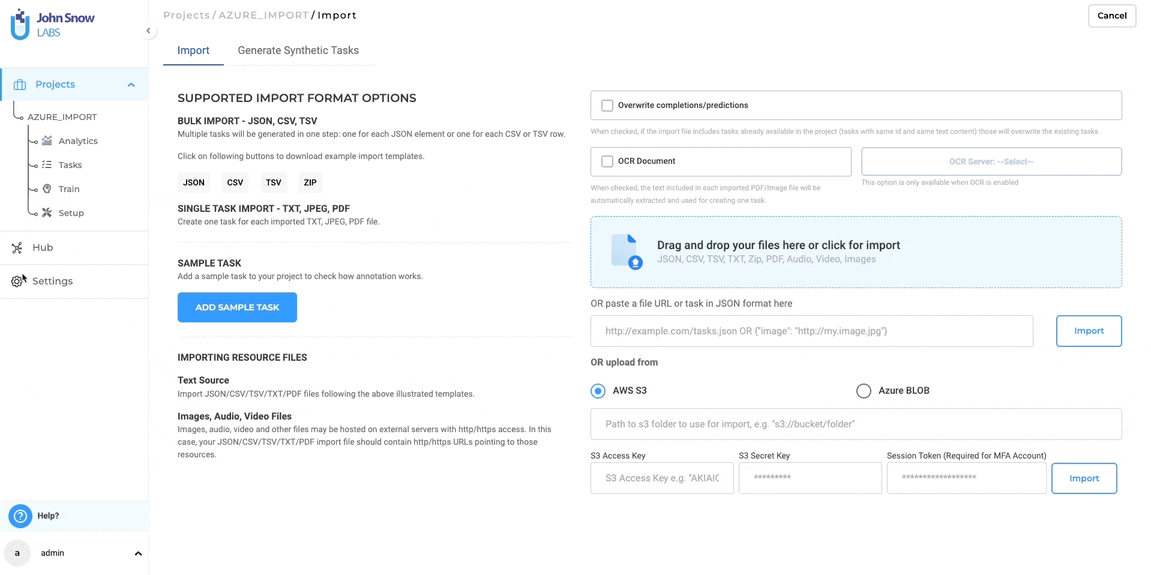 John Snow
LABS
Projects
AZURE_IMPORT
Analytics
Tasks
Train
Setup
Hub
Settings
Help?
a
admin
Projects / AZURE_IMPORT / Import
Cancel
Import
Generate Synthetic Tasks
SUPPORTED IMPORT FORMAT OPTIONS
BULK IMPORT - JSON, CSV, TSV
Multiple tasks will be generated in one step: one for each JSON element or one for each CSV or TSV row.
Click on following buttons to download example import templates.
JSON
CSV
TSV
ZIP
SINGLE TASK IMPORT - TXT, JPEG, PDF
Create one task for each imported TXT, JPEG, PDF file.
SAMPLE TASK
Add a sample task to your project to check how annotation works.
ADD SAMPLE TASK
IMPORTING RESOURCE FILES
Text Source
Import JSON/CSV/TSV/TXT/PDF files following the above illustrated templates.
Images, Audio, Video Files
Images, audio, video and other files may be hosted on external servers with http/https access. In this
case, your JSON/CSV/TSV/TXT/PDF import file should contain http/https URLs pointing to those
resources.
Overwrite completions/predictions
When checked, if the import file includes tasks already available in the project (tasks with same id and same text content) those will overwrite the existing tasks.
OCR Document
OCR Server: --Select--
When checked, the text included in each imported PDF/Image file will be
automatically extracted and used for creating one task.
This option is only available when OCR is enabled
Drag and drop your files here or click for import
JSON, CSV, TSV, TXT, Zip, PDF, Audio, Video, Images
OR paste a file URL or task in JSON format here
http://example.com/tasks.json OR {"image": "http://my.image.jpg"}
Import
OR upload from
AWS S3
Azure BLOB
Path to s3 folder to use for import, e.g. "s3://bucket/folder"
S3 Access Key
S3 Secret Key
Session Token (Required for MFA Account)
S3 Access Key e.g. "AKIAIC
*********
******************
Import